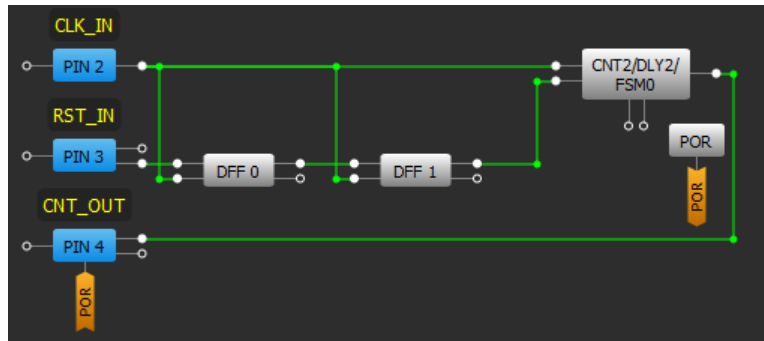 CLK_IN
PIN 2
CNT2/DLY2/
FSM0
RST_IN
PIN 3
DFF 0
DFF 1
POR
POR
CNT_OUT
PIN 4
POR